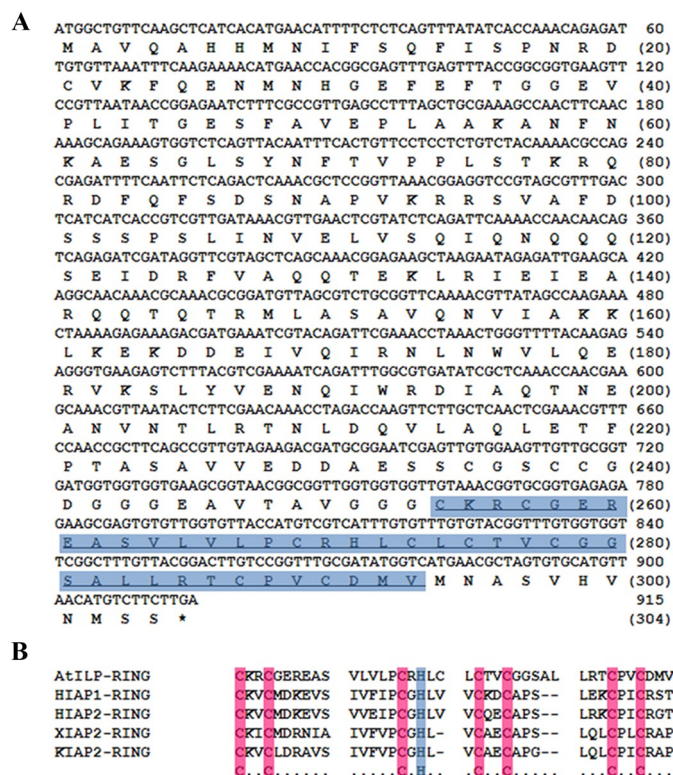 A
ATGGCTGTTCAAGCTCATCACATGAACATTTTCTCTCAGTTTATATCACCAAACAGAGAT 60
M A V Q A H H M N I F S Q F I S P N R D (20)
TGTGTTAAATTTCAAGAAAACATGAACCACGGCGAGTTTGAGTTTACCGGCGGTGAAGTT 120
C V K F Q E N M N H G E F E F T G G E V (40)
CCGTTAATAACCGGAGAATCTTTCGCCGTTGAGCCTTTAGCTGCGAAAGCCAACTTCAAC 180
P L I T G E S F A V E P L A A K A N F N (60)
AAAGCAGAAAGTGGTCTCAGTTACAATTTCACTGTTCCTCCTCTGTCTACAAAACGCCAG 240
K A E S G L S Y N F T V P P L S T K R Q (80)
CGAGATTTTCAATTCTCAGACTCAAACGCTCCGGTTAAACGGAGGTCCGTAGCGTTTGAC 300
R D F Q F S D S N A P V K R R S V A F D (100)
TCATCATCACCGTCGTTGATAAACGTTGAACTCGTATCTCAGATTCAAAACCAACAACAG 360
S S S P S L I N V E L V S Q I Q N Q Q Q (120)
TCAGAGATCGATAGGTTCGTAGCTCAGCAAACGGAGAAGCTAAGAATAGAGATTGAAGCA 420
S E I D R F V A Q Q T E K L R I E I E A (140)
AGGCAACAAACGCAAACGCGGATGTTAGCGTCTGCGGTTCAAAACGTTATAGCCAAGAAA 480
R Q Q T Q T R M L A S A V Q N V I A K K (160)
CTAAAAGAGAAAGACGATGAAATCGTACAGATTCGAAACCTAAACTGGGTTTTACAAGAG 540
L K E K D D E I V Q I R N L N W V L Q E (180)
AGGGTGAAGAGTCTTTACGTCGAAAATCAGATTTGGCGTGATATCGCTCAAACCAACGAA 600
R V K S L Y V E N Q I W R D I A Q T N E (200)
GCAAACGTTAATACTCTTCGAACAAACCTAGACCAAGTTCTTGCTCAACTCGAAACGTTT 660
A N V N T L R T N L D Q V L A Q L E T F (220)
CCAACCGCTTCAGCCGTTGTAGAAGACGATGCGGAATCGAGTTGTGGAAGTTGTTGCGGT 720
P T A S A V V E D D A E S S C G S C C G (240)
GATGGTGGTGGTGAAGCGGTAACGGCGGTTGGTGGTGGTTGTAAACGGTGCGGTGAGAGA 780
D G G G E A V T A V G G G C K R C G E R (260)
GAAGCGAGTGTGTTGGTGTTACCATGTCGTCATTTGTGTTTGTGTACGGTTTGTGGTGGT 840
E A S V L V L P C R H L C L C T V C G G (280)
TCGGCTTTGTTACGGACTTGTCCGGTTTGCGATATGGTCATGAACGCTAGTGTGCATGTT 900
S A L L R T C P V C D M V M N A S V H V (300)
AACATGTCTTCTTGA 915
N M S S * (304)
B
AtILP-RING CKRCGEREAS VLVLPCRHLC LCTVCGGSAL LRTCPVCDMV
HIAP1-RING CKVCMDKEVS IVFIPCGHLV VCKDCAPS-- LEKCPICRST
HIAP2-RING CKVCMDKEVS VVEIPCGHLV VCQECAPS-- LRKCPICRGT
XIAP2-RING CKICMDRNIA IVFVPCGHL- VCAECAPS-- LQLCPLCRAP
KIAP2-RING CKVCLDRAVS IVFVPCGHL- VCAECAPG-- LQLCPICRAP
C..C...... .....C.H.. .C..C..... ...C..C...